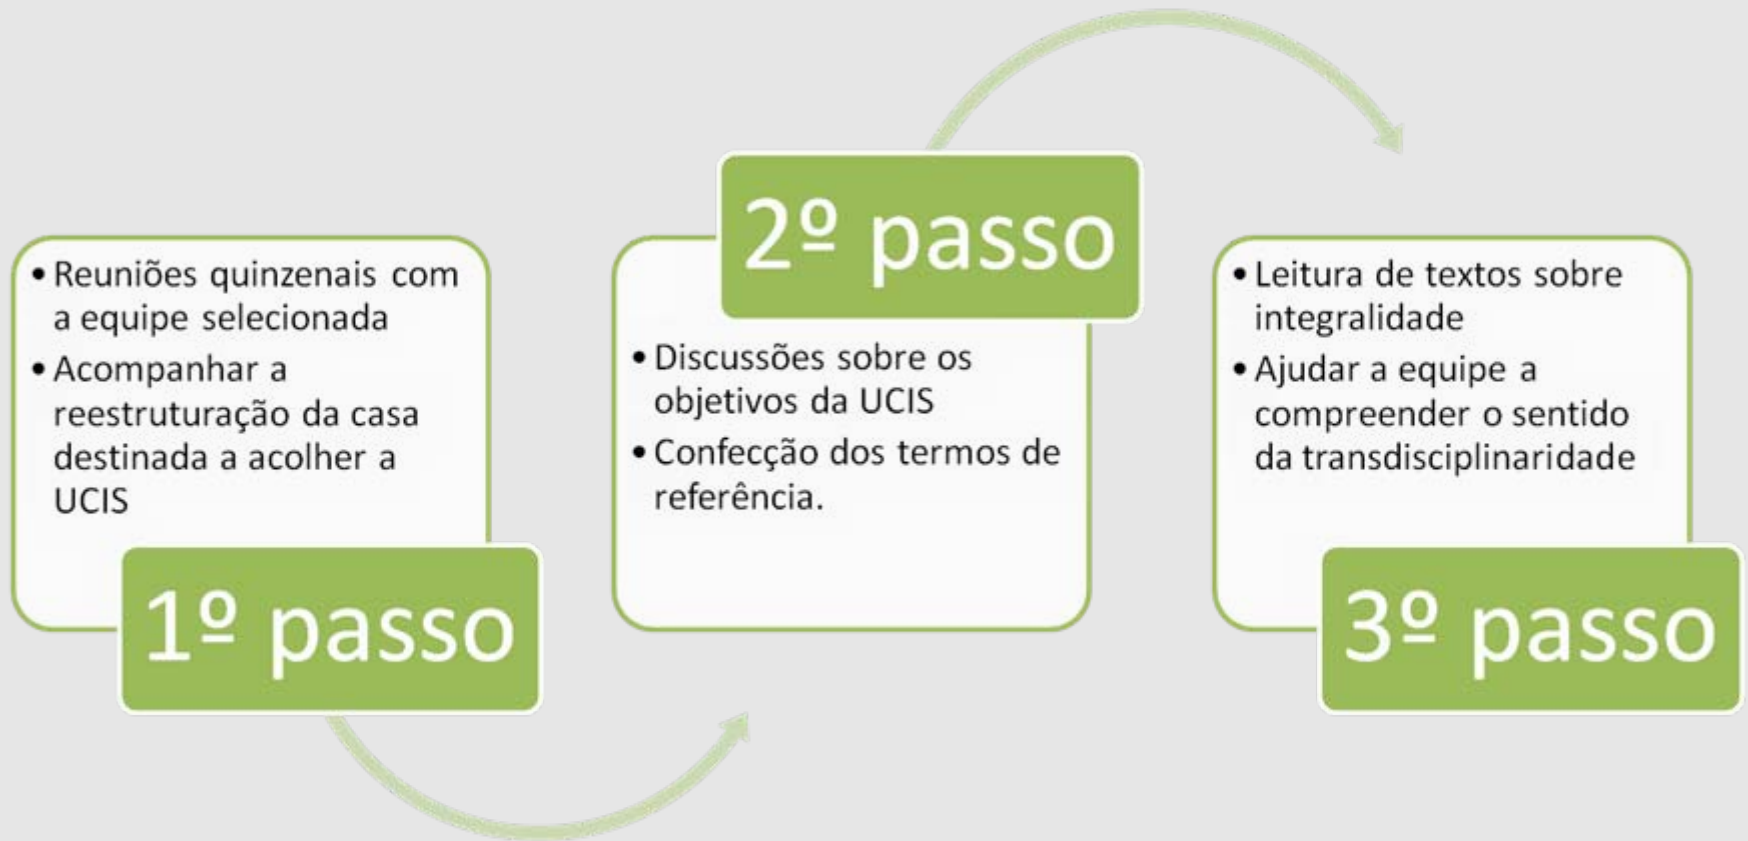 • Reuniões quinzenais com
a equipe selecionada
• Acompanhar a
reestruturação da casa
destinada a acolher a
UCIS
1º passo
2º passo
• Discussões sobre os
objetivos da UCIS
• Confecção dos termos de
referência.
• Leitura de textos sobre
integralidade
• Ajudar a equipe a
compreender o sentido
da transdisciplinaridade
3º passo